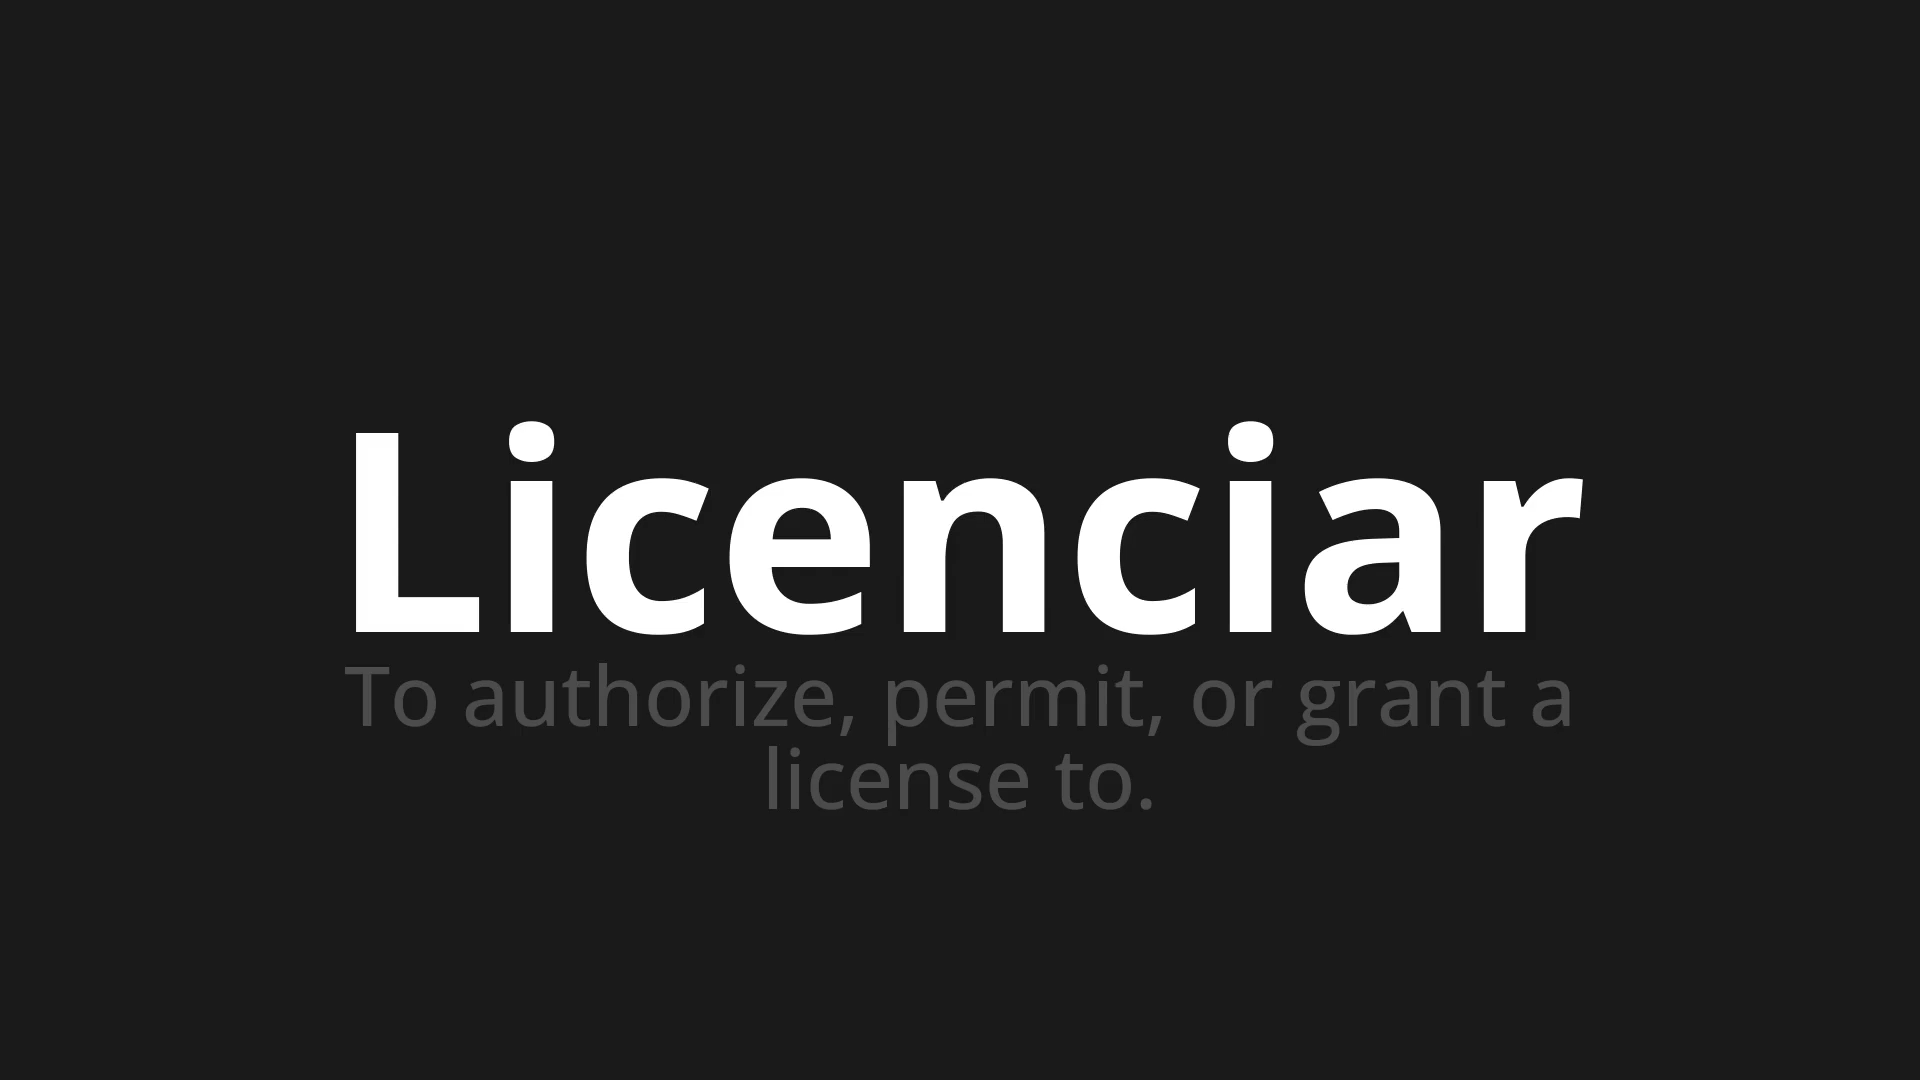 Licenciar
To authorize, permit, or grant a
license to.